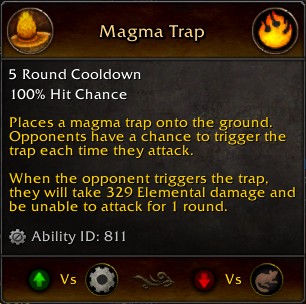 Magma Trap
5 Round Cooldown
100% Hit Chance
Places a magma trap onto the ground.
Opponents have a chance to trigger the
trap each time they attack.
When the opponent triggers the trap,
they will take 329 Elemental damage and
be unable to attack for 1 round.
Ability ID: 811
Vs Vs